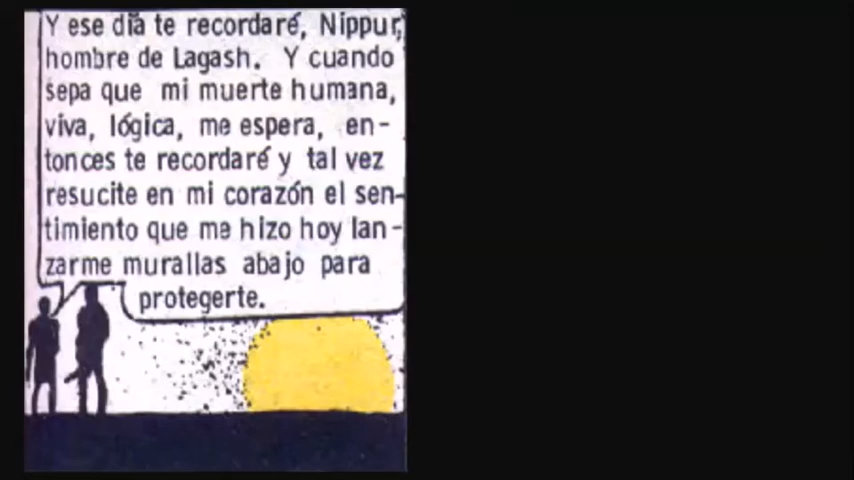 Y ese día te recordaré, Nippur,
hombre de Lagash. Y cuando
sepa que mi muerte humana,
viva, lógica, me espera, en-
tonces te recordaré y tal vez
resucite en mi corazón el sen-
timiento que me hizo hoy lan-
zarme murallas abajo para
protegerte.